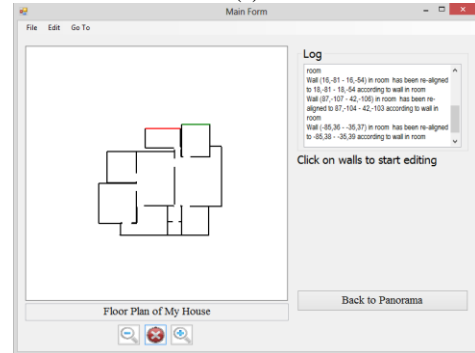 Main Form
File Edit Go To
Log
room
Wall (16,-81 - 16,-54) in room has been re-aligned
to 18,-81 - 18,-54 according to wall in room
Wall (87,-107 - 42,-106) in room has been re-
aligned to 87,-104 - 42,-103 according to wall in
room
Wall (-85,36 - -35,37) in room has been re-aligned
to -85,38 - -35,39 according to wall in room
Click on walls to start editing
Back to Panorama
Floor Plan of My House